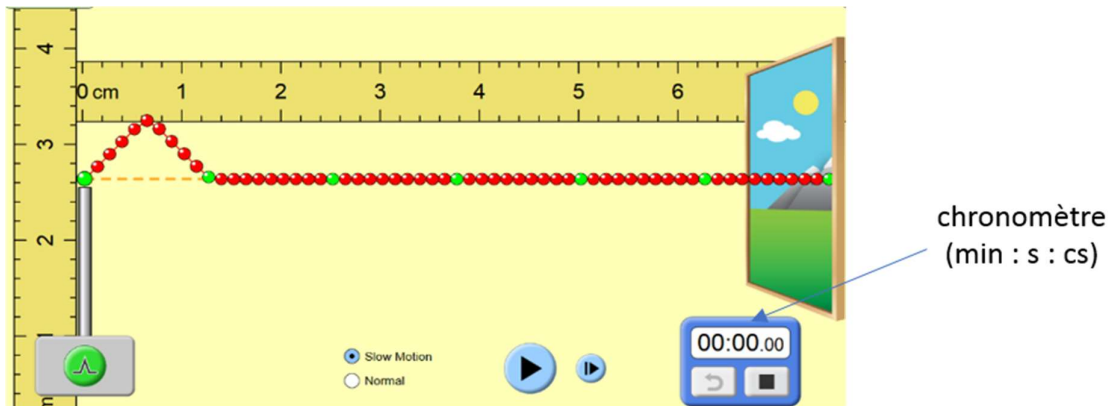 4
3
2
1
0 cm 1 2 3 4 5 6
Slow Motion
Normal
00:00.00
chronomètre
(min : s : cs)